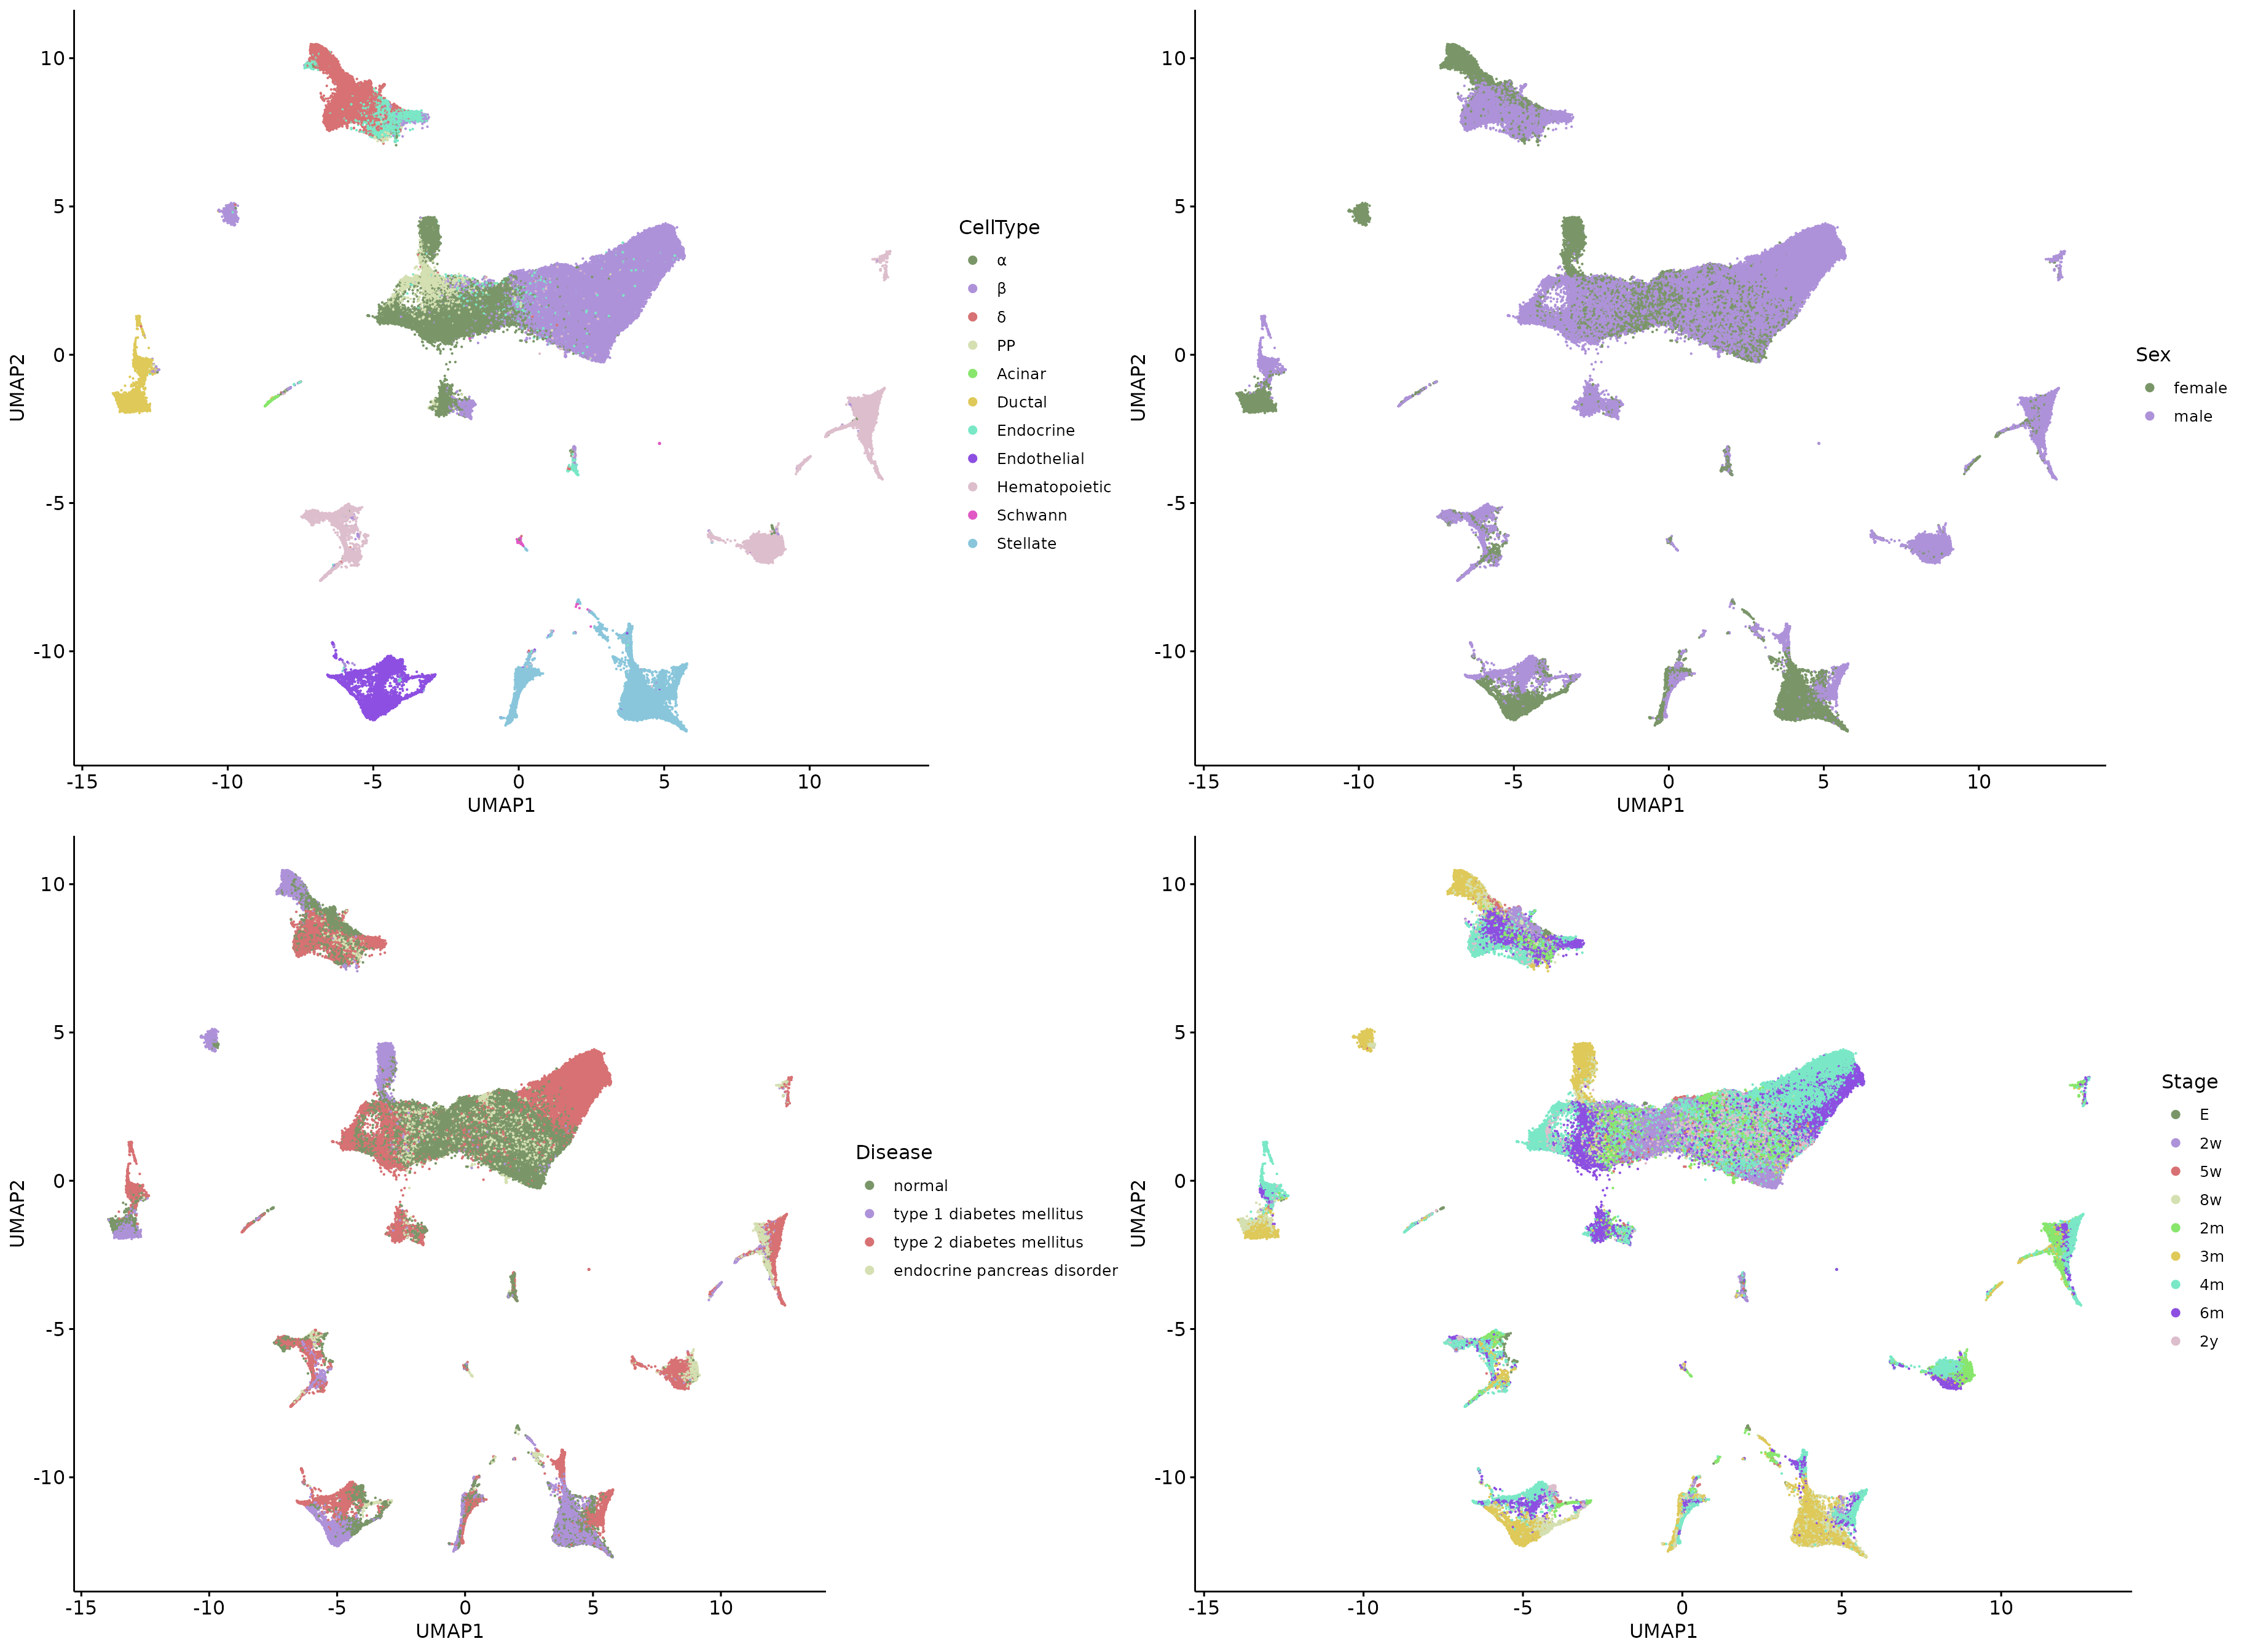 10
5
0
-5
-10
UMAP2
-15
-10
-5
0
5
10
UMAP1
CellType
α
β
δ
PP
Acinar
Ductal
Endocrine
Endothelial
Hematopoietic
Schwann
Stellate
10
5
0
-5
-10
UMAP2
-15
-10
-5
0
5
10
UMAP1
Sex
female
male
10
5
0
-5
-10
UMAP2
-15
-10
-5
0
5
10
UMAP1
Disease
normal
type 1 diabetes mellitus
type 2 diabetes mellitus
endocrine pancreas disorder
10
5
0
-5
-10
UMAP2
-15
-10
-5
0
5
10
UMAP1
Stage
E
2w
5w
8w
2m
3m
4m
6m
2y